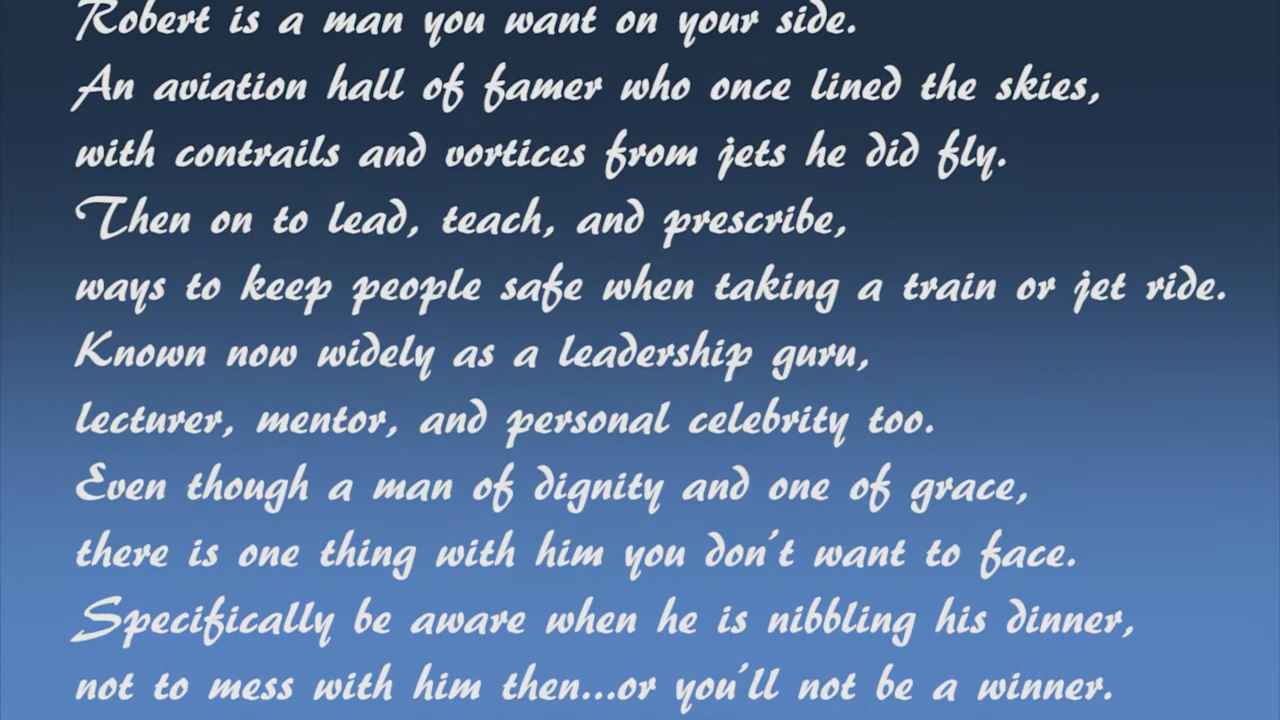 Robert is a man you want on your side.
An aviation hall of famer who once lined the skies,
with contrails and vortices from jets he did fly.
Then on to lead, teach, and prescribe,
ways to keep people safe when taking a train or jet ride.
Known now widely as a leadership guru,
lecturer, mentor, and personal celebrity too.
Even though a man of dignity and one of grace,
there is one thing with him you don't want to face.
Specifically be aware when he is nibbling his dinner,
not to mess with him then...or you'll not be a winner.